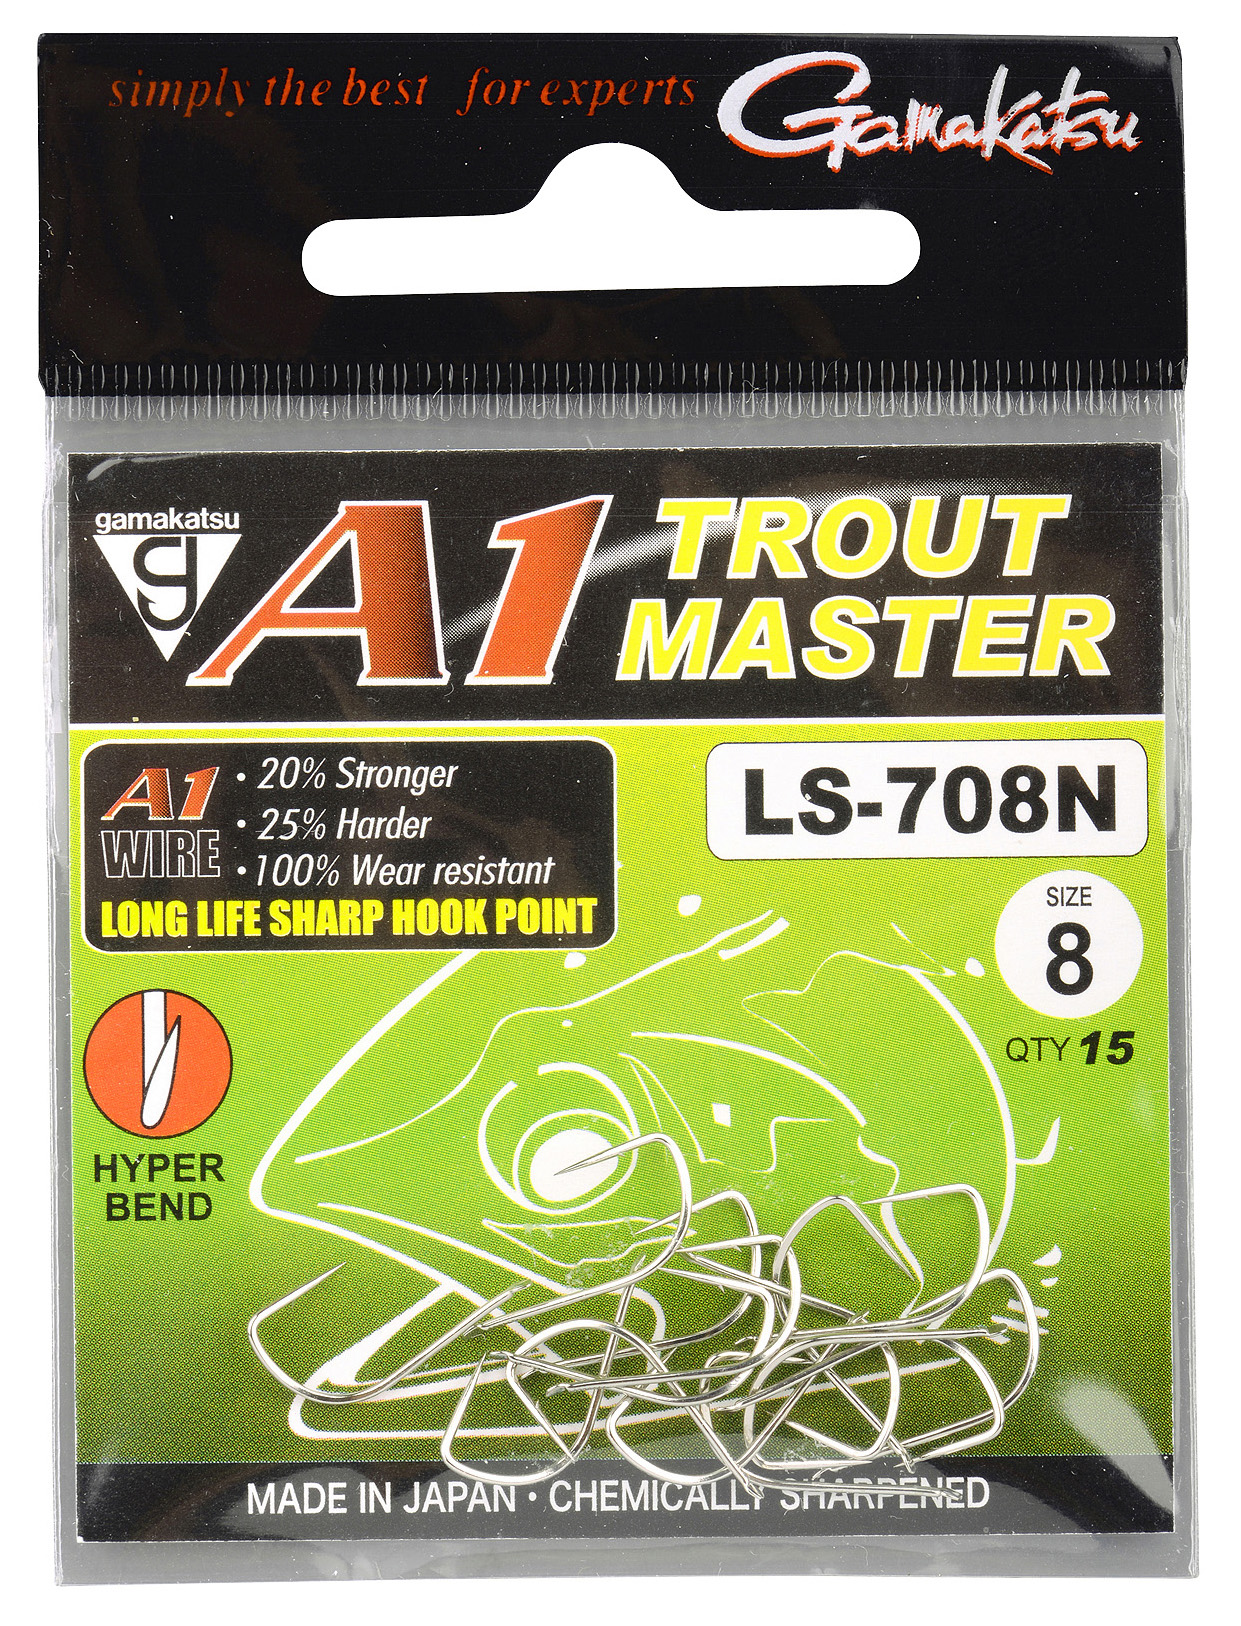 simply the best for experts
Gamakatsu
gamakatsu
g
A1
TROUT
MASTER
A1
WIRE
• 20% Stronger
• 25% Harder
• 100% Wear resistant
LONG LIFE SHARP HOOK POINT
LS-708N
SIZE
8
QTY 15
HYPER
BEND
MADE IN JAPAN • CHEMICALLY SHARPENED